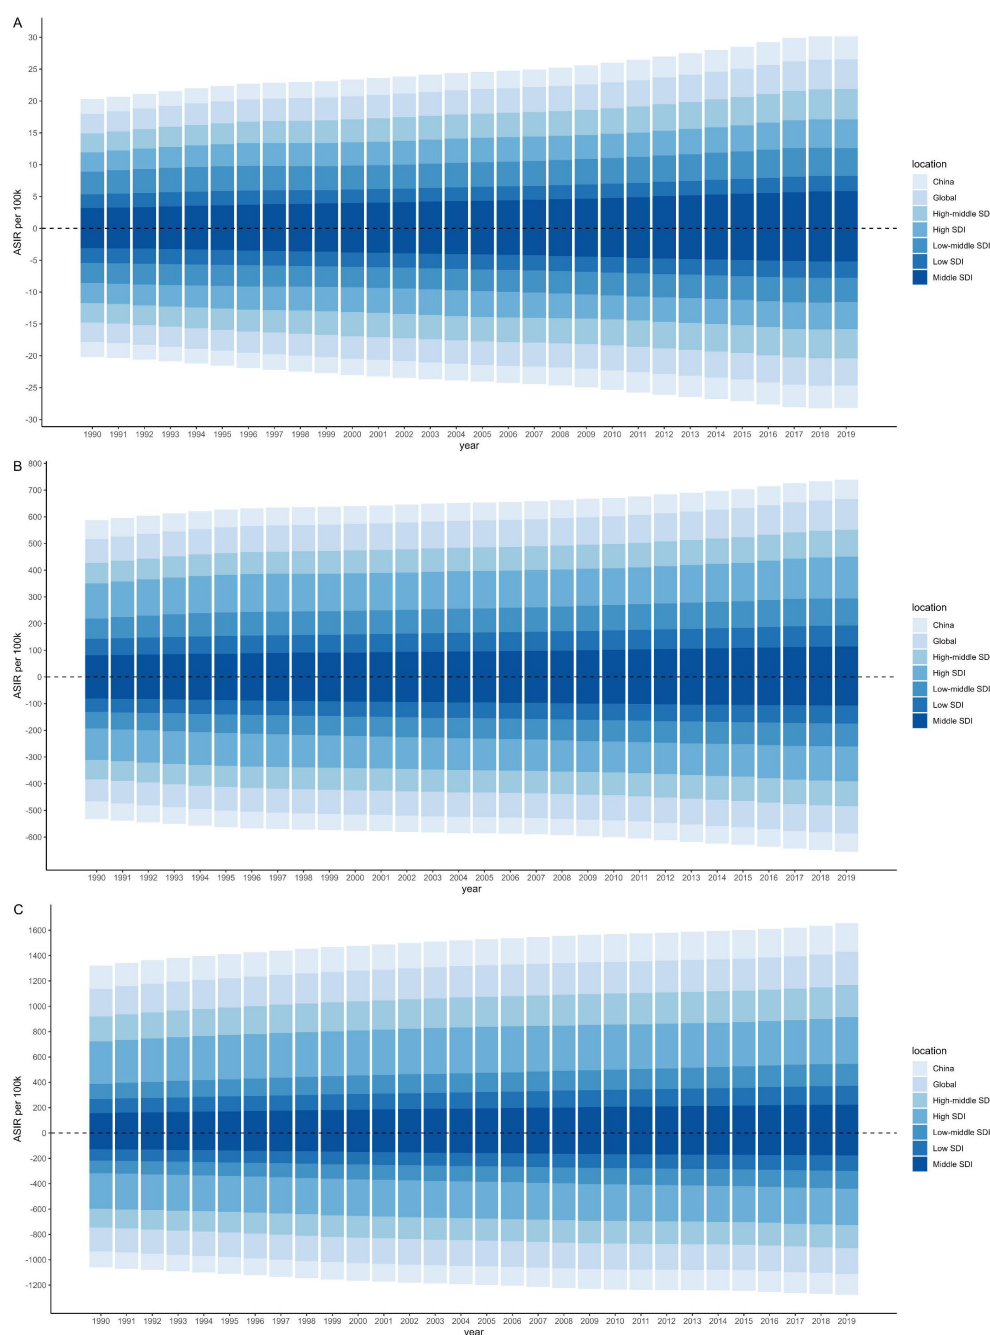 A
30
25
20
15
10
5
0
-5
-10
-15
-20
-25
-30
ASIR per 100k
1990 1991 1992 1993 1994 1995 1996 1997 1998 1999 2000 2001 2002 2003 2004 2005 2006 2007 2008 2009 2010 2011 2012 2013 2014 2015 2016 2017 2018 2019
year
location
China
Global
High-middle SD
High SDI
Low-middle SDI
Low SDI
Middle SDI
B
800
700
600
500
400
300
200
100
0
-100
-200
-300
-400
-500
-600
ASIR per 100k
1990 1991 1992 1993 1994 1995 1996 1997 1998 1999 2000 2001 2002 2003 2004 2005 2006 2007 2008 2009 2010 2011 2012 2013 2014 2015 2016 2017 2018 2019
year
location
China
Global
High-middle SD
High SDI
Low-middle SDI
Low SDI
Middle SDI
C
1600
1400
1200
1000
800
600
400
200
0
-200
-400
-600
-800
-1000
-1200
ASIR per 100k
1990 1991 1992 1993 1994 1995 1996 1997 1998 1999 2000 2001 2002 2003 2004 2005 2006 2007 2008 2009 2010 2011 2012 2013 2014 2015 2016 2017 2018 2019
year
location
China
Global
High-middle SD
High SDI
Low-middle SDI
Low SDI
Middle SDI